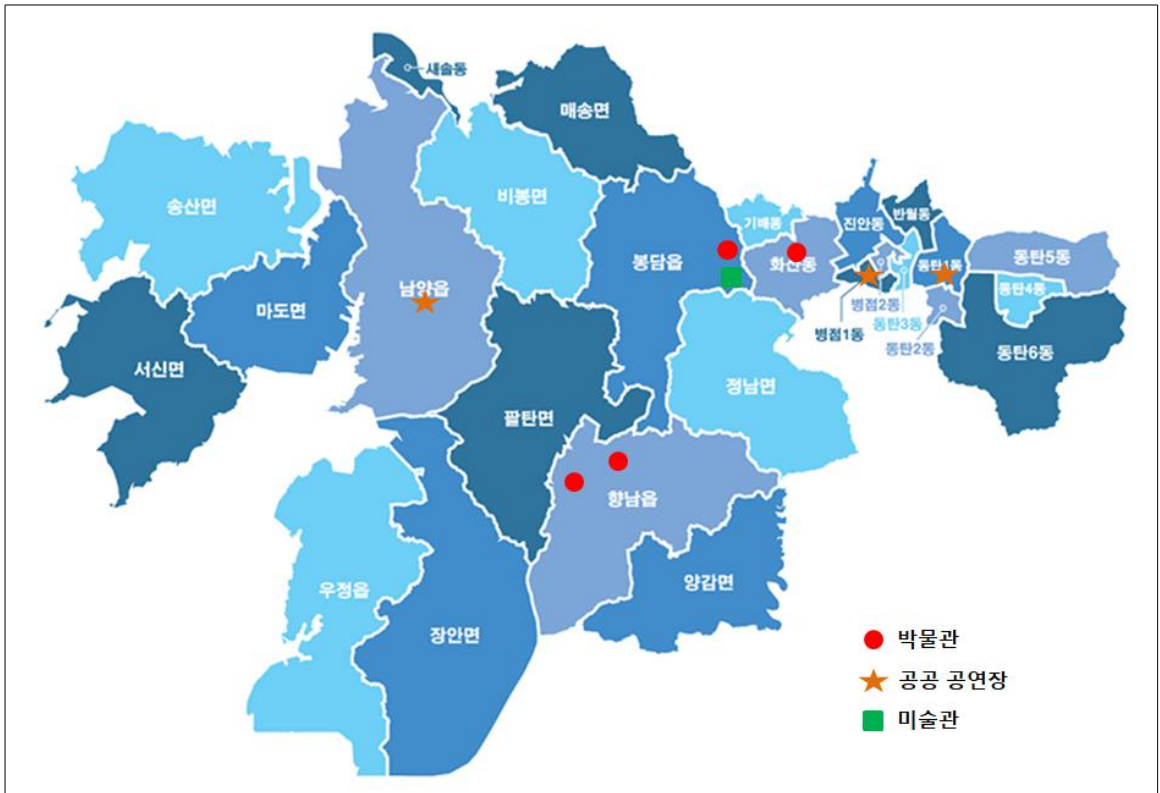 새솔동
매송면
송산면
비봉면
기배동
진안동
반월동
봉담읍
화산동
동탄1동
동탄5동
남양읍
마도면
동탄4동
병점2동
동탄3동
병점1동
동탄2동
동탄6동
서신면
정남면
팔탄면
향남읍
우정읍
양감면
장안면
박물관
공공 공연장
미술관